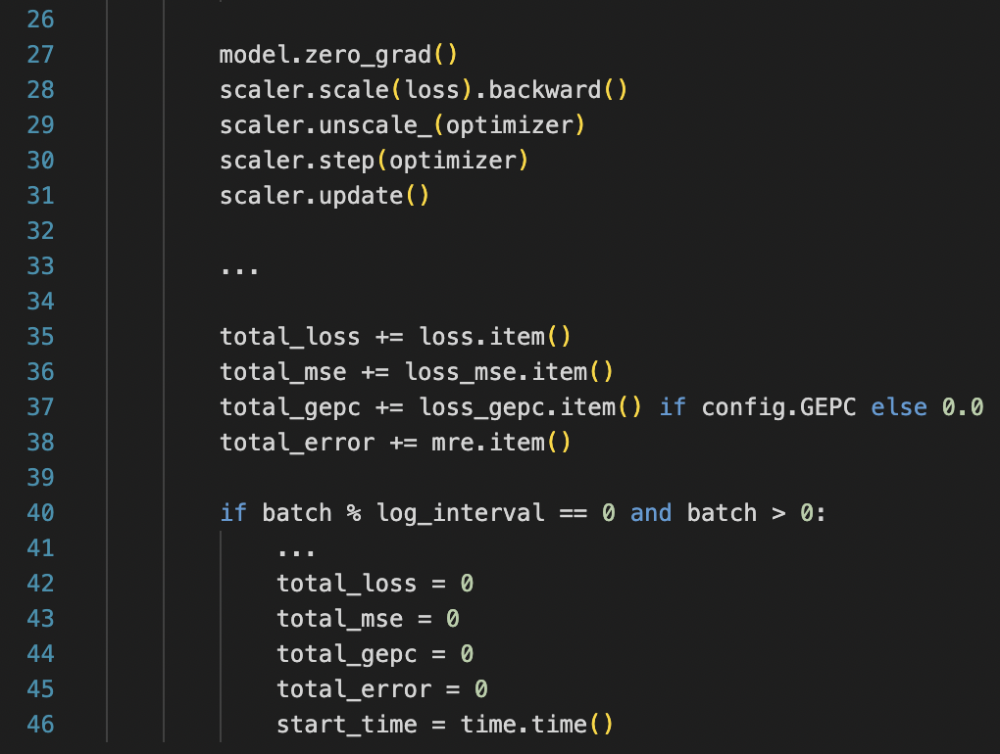 26
27 model.zero_grad()
28 scaler.scale(loss).backward()
29 scaler.unscale_(optimizer)
30 scaler.step(optimizer)
31 scaler.update()
32
33 ...
34
35 total_loss += loss.item()
36 total_mse += loss_mse.item()
37 total_gepc += loss_gepc.item() if config.GEPC else 0.0
38 total_error += mre.item()
39
40 if batch % log_interval == 0 and batch > 0:
41 ...
42 total_loss = 0
43 total_mse = 0
44 total_gepc = 0
45 total_error = 0
46 start_time = time.time()